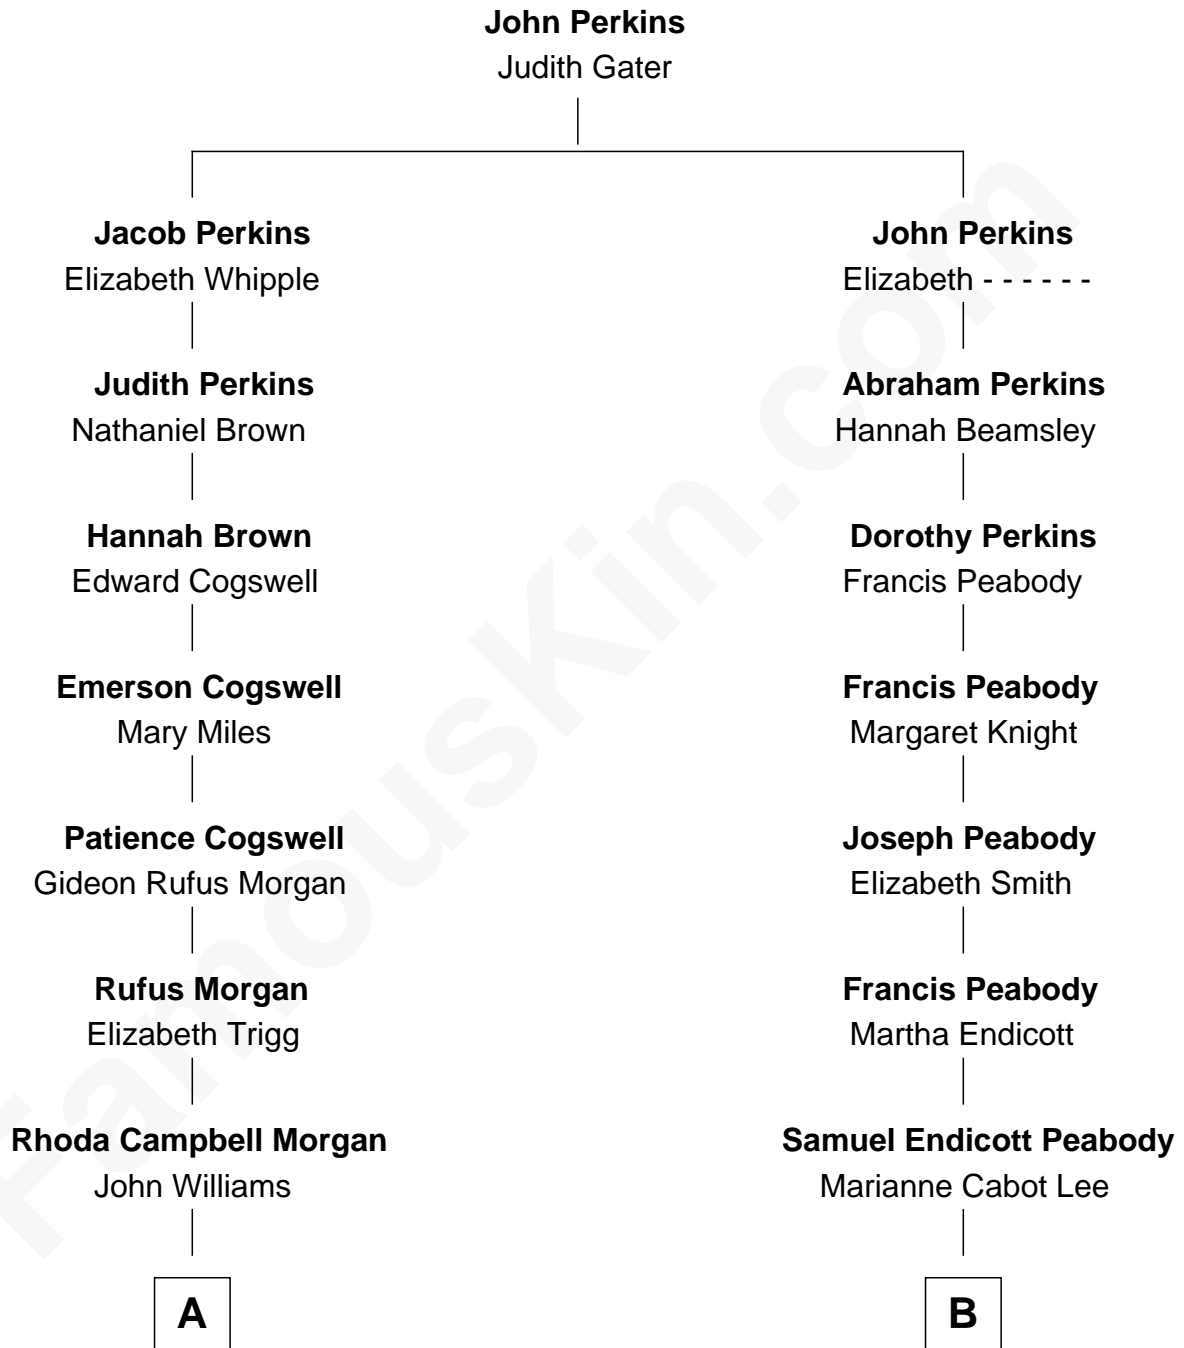 John Perkins
Judith Gater
Jacob Perkins
Elizabeth Whipple
John Perkins
Elizabeth - - - - - -
Judith Perkins
Nathaniel Brown
Abraham Perkins
Hannah Beamsley
Hannah Brown
Edward Cogswell
Dorothy Perkins
Francis Peabody
Emerson Cogswell
Mary Miles
Francis Peabody
Margaret Knight
Patience Cogswell
Gideon Rufus Morgan
Joseph Peabody
Elizabeth Smith
Rufus Morgan
Elizabeth Trigg
Francis Peabody
Martha Endicott
Rhoda Campbell Morgan
John Williams
Samuel Endicott Peabody
Marianne Cabot Lee
A
B
FamousKin.com